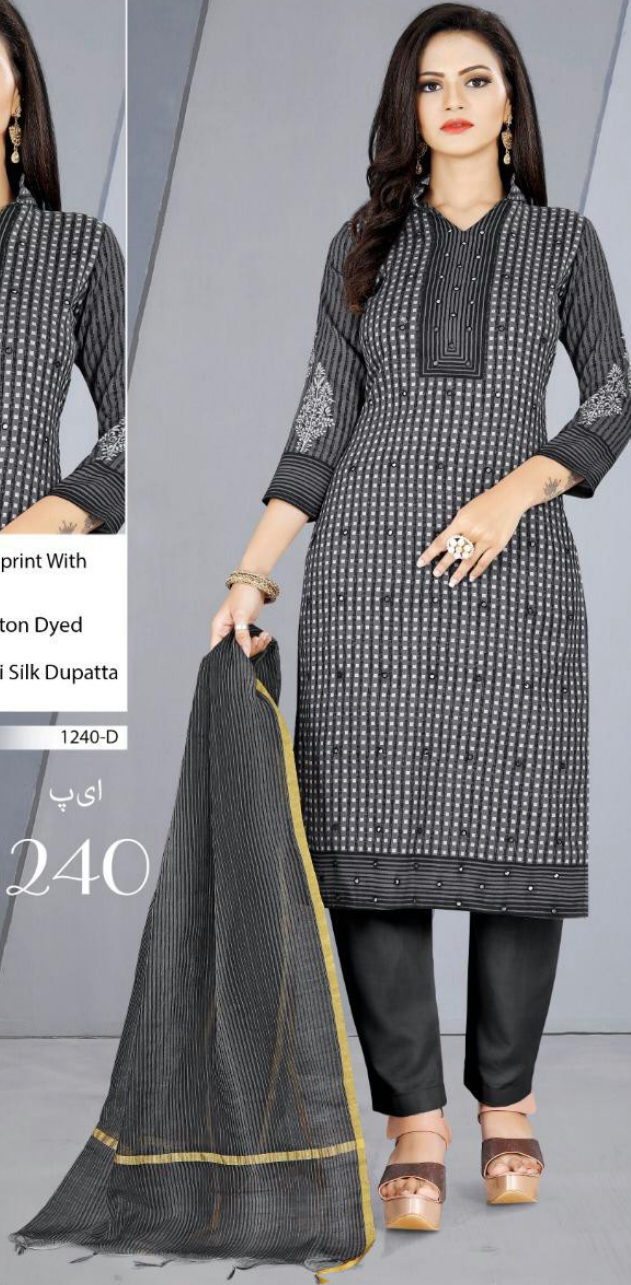 print With
ton Dyed
i Silk Dupatta
1240-D
ای پ
240